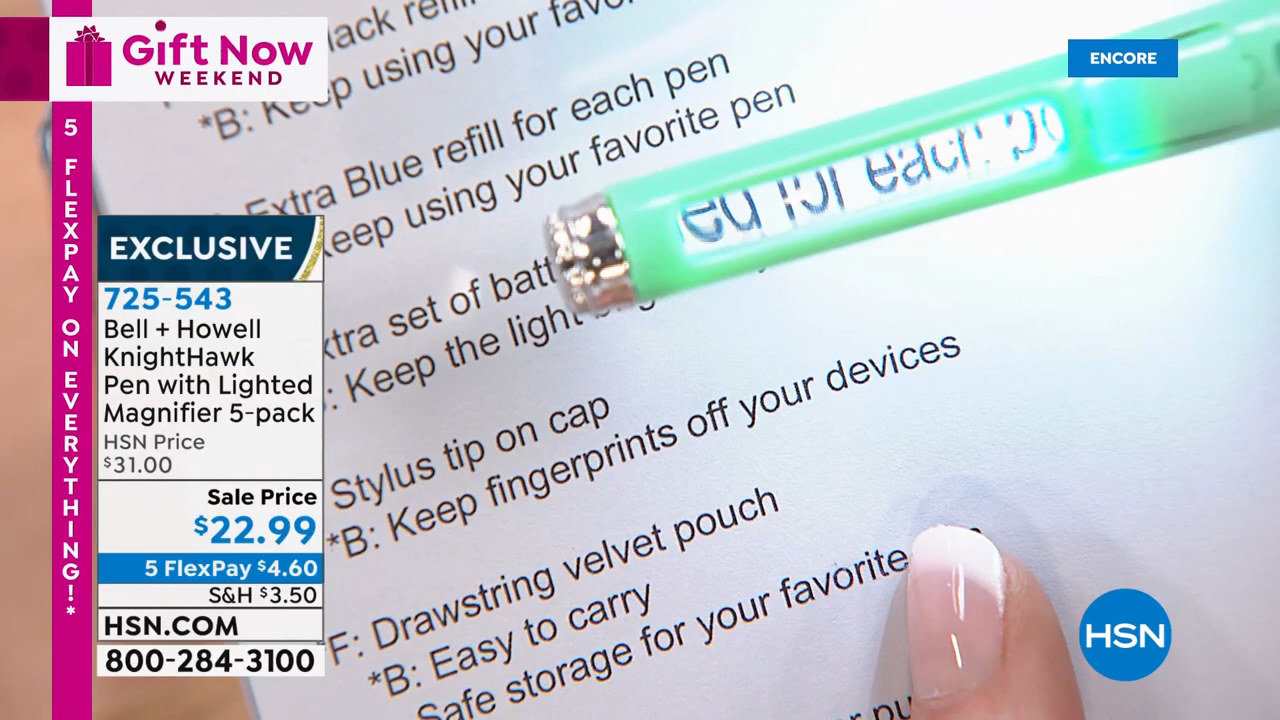 Gift Now
WEEKEND
ENCORE
5 FLEXPAY ON EVERYTHING!*
EXCLUSIVE
725-543
Bell + Howell
KnightHawk
Pen with Lighted
Magnifier 5-pack
HSN Price
$31.00
Sale Price
$22.99
5 FlexPay $4.60
S&H $3.50
HSN.COM
800-284-3100
*B: Keep using your
Extra Blue refill for each pen
Keep using your favorite pen
for each
set of
: Keep the light
Stylus tip on cap
*B: Keep fingerprints off your devices
F: Drawstring velvet pouch
*B: Easy to carry
Safe storage for your favorite
HSN